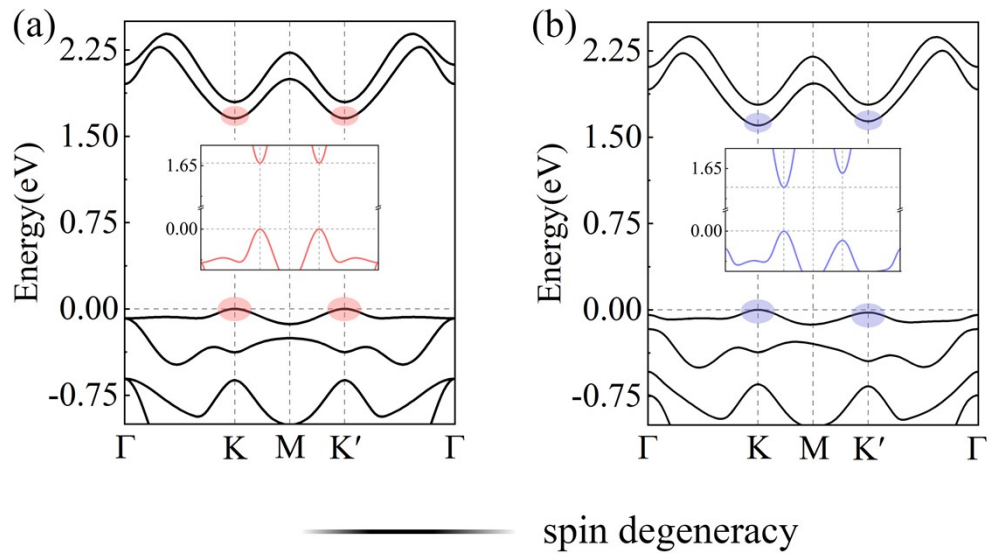 (a)
Energy(eV)
2.25
1.50
0.75
0.00
-0.75
1.65
0.00
Γ K M K′ Γ
(b)
Energy(eV)
2.25
1.50
0.75
0.00
-0.75
1.65
0.00
Γ K M K′ Γ
spin degeneracy